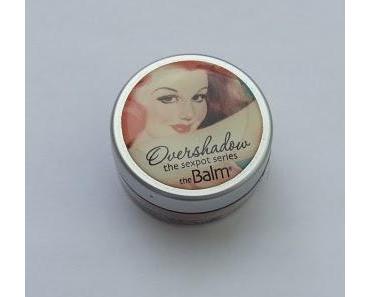 Overshadow
the sexpot series
theBalm®